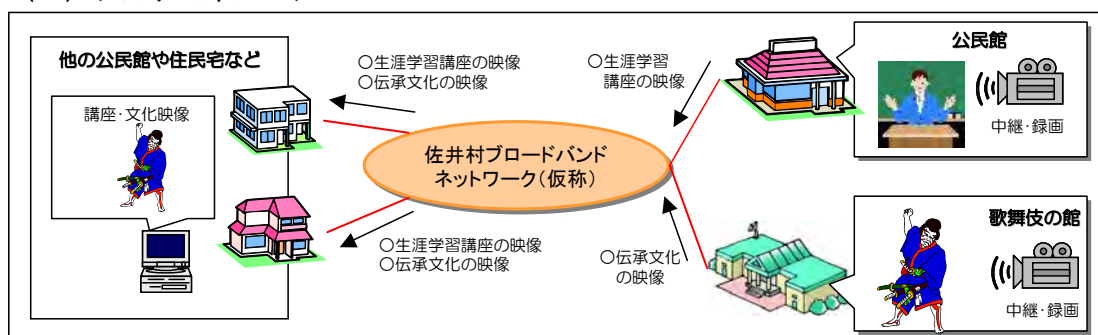 他の公民館や住民宅など
講座・文化映像
○生涯学習講座の映像
○伝承文化の映像
○生涯学習講座の映像
○伝承文化の映像
佐井村ブロードバンド
ネットワーク(仮称)
○生涯学習
講座の映像
○伝承文化
の映像
公民館
中継・録画
歌舞伎の館
中継・録画